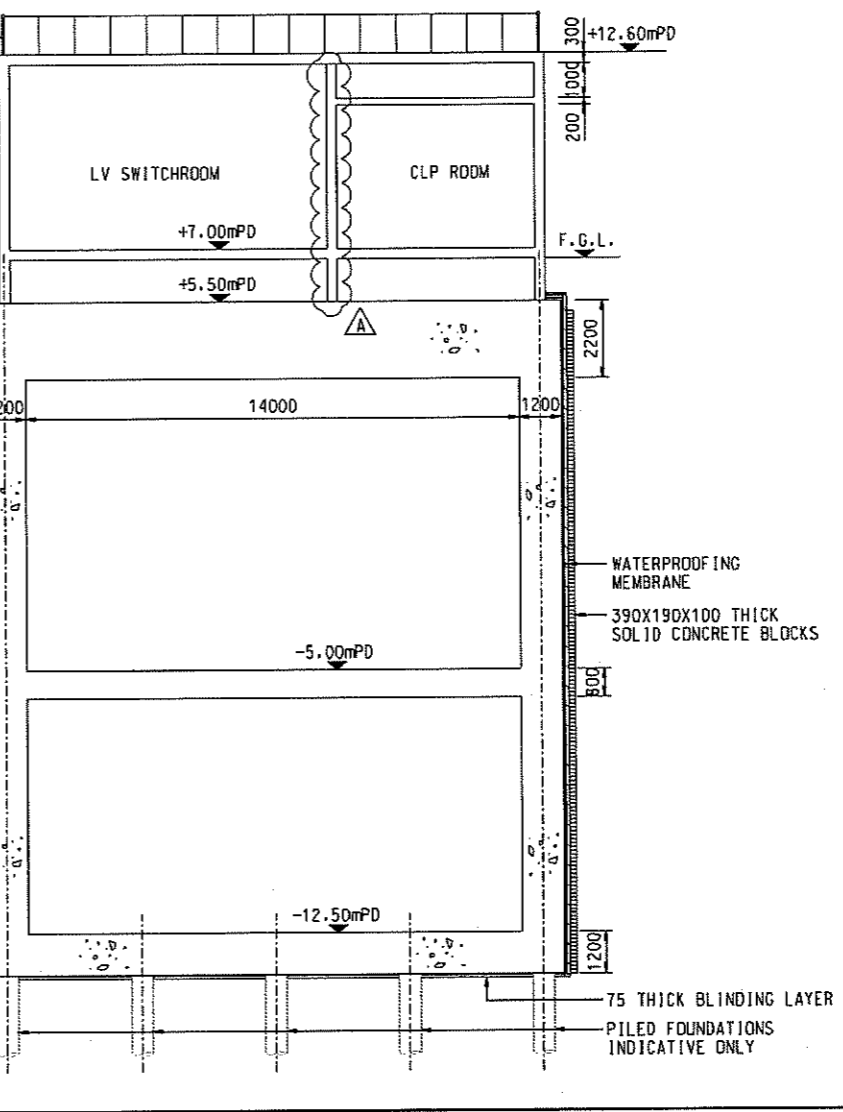 300
+12.60mPD
1000
200
LV SWITCHROOM
CLP ROOM
+7.00mPD
F.G.L.
+5.50mPD
A
2200
200
14000
1200
WATERPROOFING
MEMBRANE
390X190X100 THICK
SOLID CONCRETE BLOCKS
-5.00mPD
800
-12.50mPD
1200
75 THICK BLINDING LAYER
PILED FOUNDATIONS
INDICATIVE ONLY